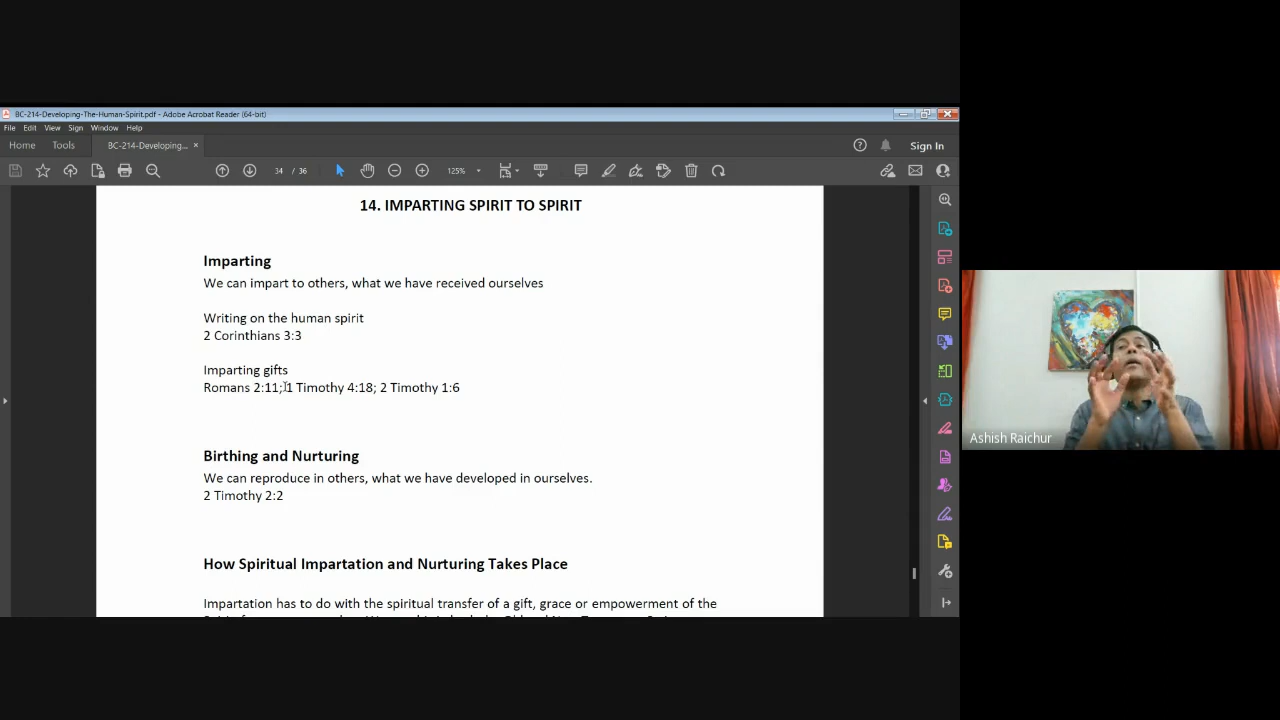 BC-214-Developing-The-Human-Spirit.pdf - Adobe Acrobat Reader (64-bit)
File Edit View Sign Window Help
Home Tools BC-214-Developing... × Sign In
34 / 36 125%
14. IMPARTING SPIRIT TO SPIRIT
Imparting
We can impart to others, what we have received ourselves
Writing on the human spirit
2 Corinthians 3:3
Imparting gifts
Romans 2:11; 1 Timothy 4:18; 2 Timothy 1:6
Birthing and Nurturing
We can reproduce in others, what we have developed in ourselves.
2 Timothy 2:2
How Spiritual Impartation and Nurturing Takes Place
Impartation has to do with the spiritual transfer of a gift, grace or empowerment of the
Ashish Raichur